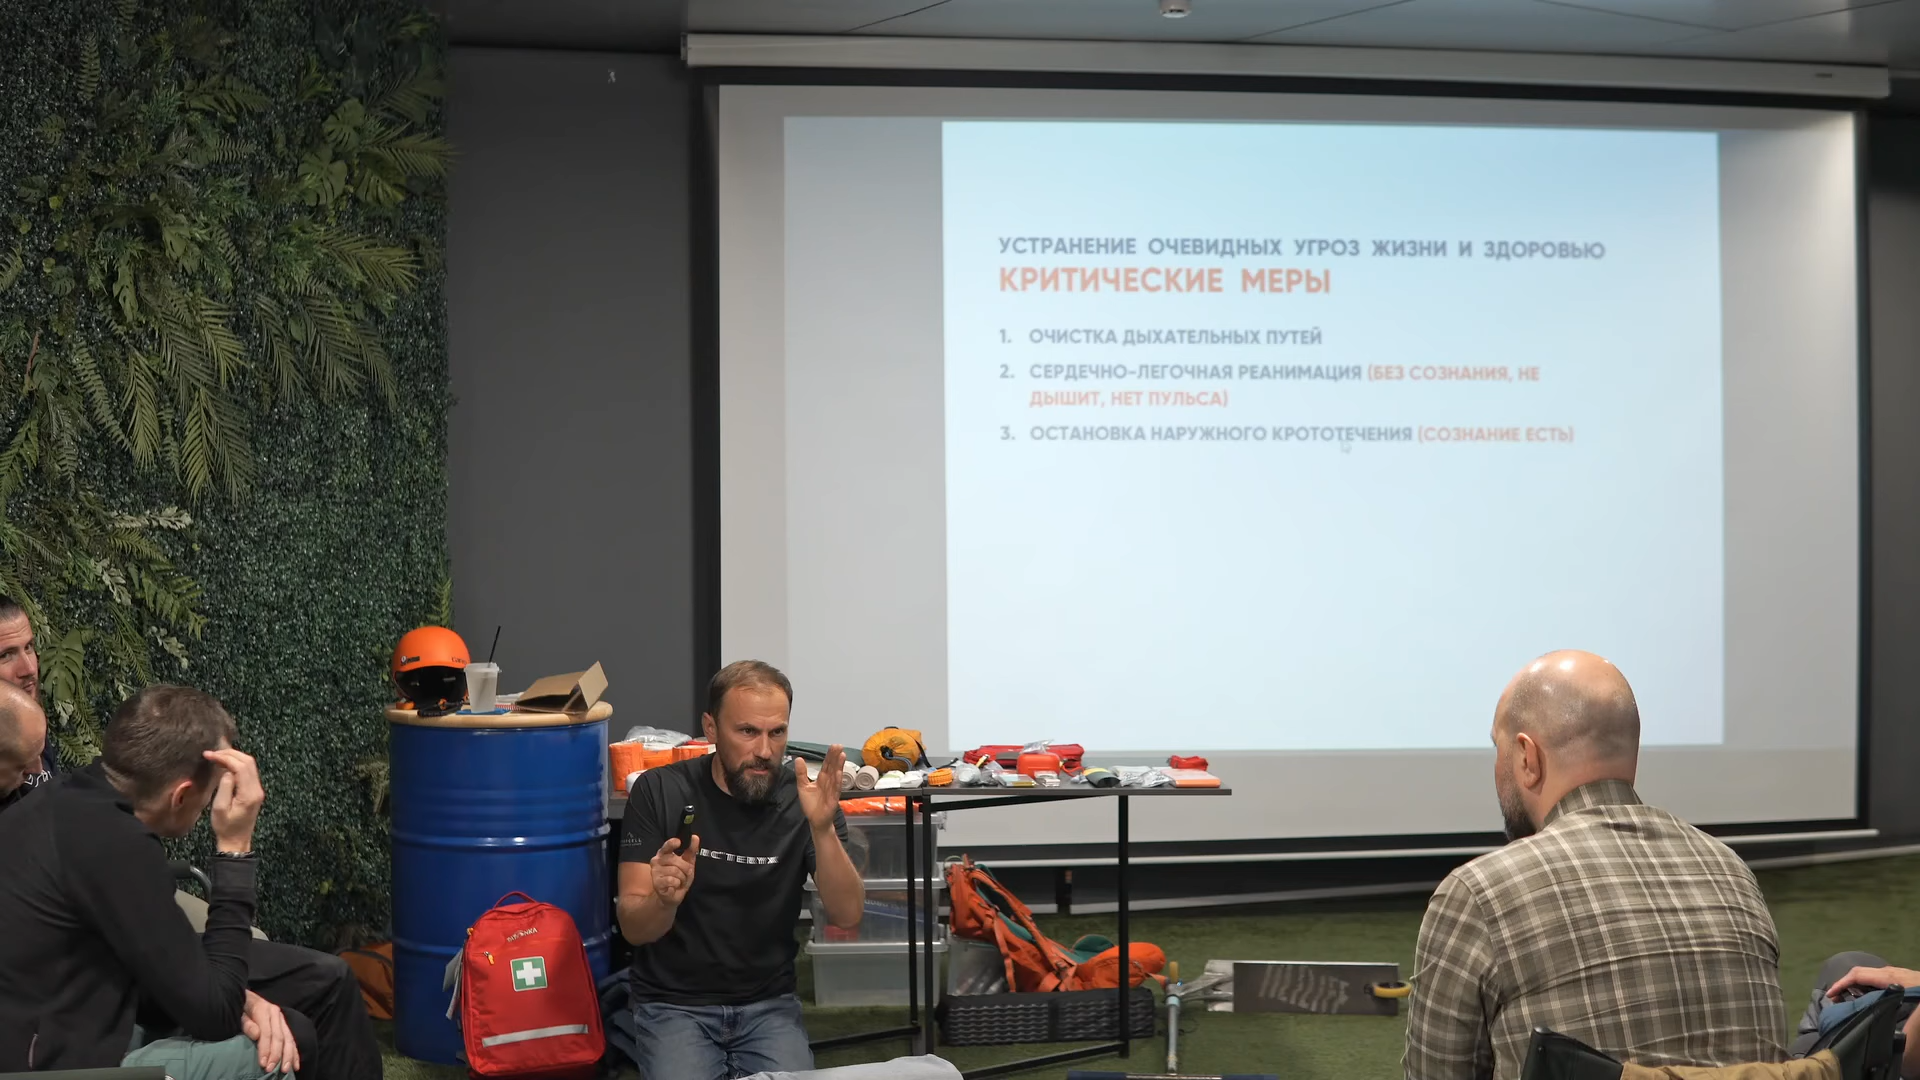 УСТРАНЕНИЕ ОЧЕВИДНЫХ УГРОЗ ЖИЗНИ И ЗДОРОВЬЮ
КРИТИЧЕСКИЕ МЕРЫ
1. ОЧИСТКА ДЫХАТЕЛЬНЫХ ПУТЕЙ
2. СЕРДЕЧНО-ЛЕГОЧНАЯ РЕАНИМАЦИЯ (БЕЗ СОЗНАНИЯ, НЕ
ДЫШИТ, НЕТ ПУЛЬСА)
3. ОСТАНОВКА НАРУЖНОГО КРОТОТЕЧЕНИЯ (СОЗНАНИЕ ЕСТЬ)
TATONKA